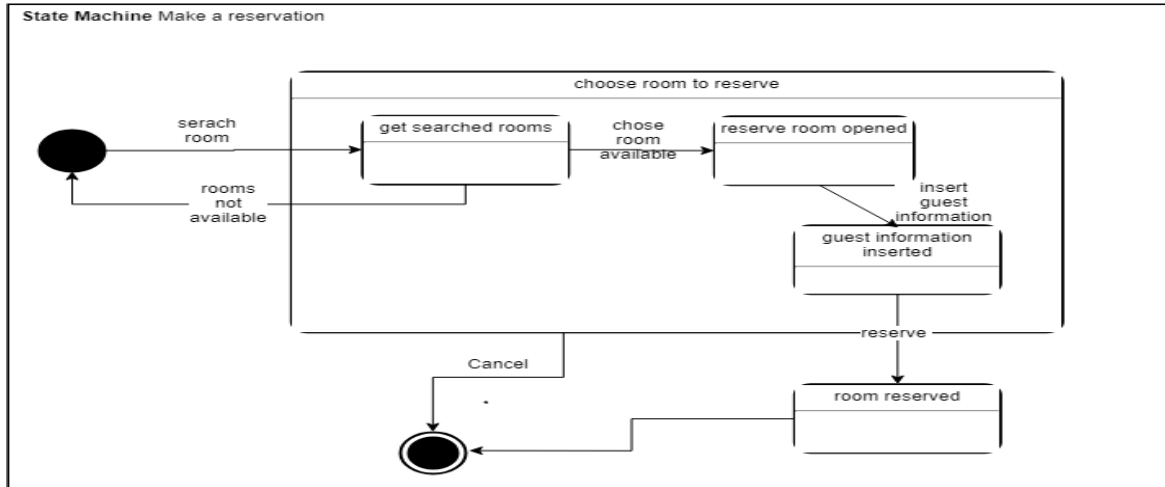 State Machine Make a reservation
choose room to reserve
serach
room
get searched rooms
chose
room
available
reserve room opened
rooms
not
available
insert
guest
information
guest information
inserted
reserve
Cancel
room reserved